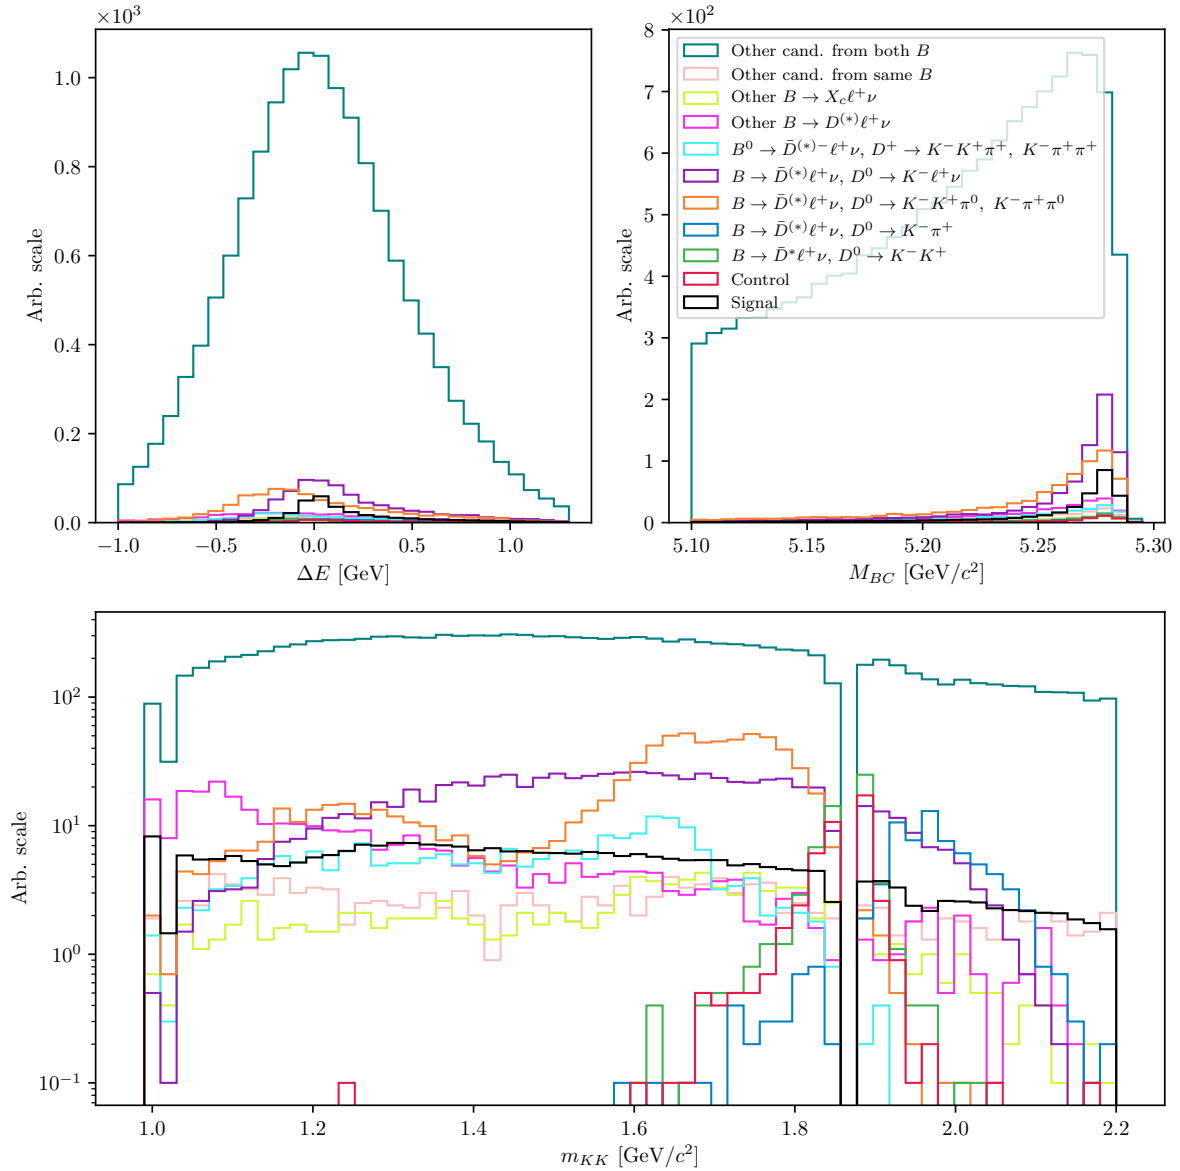 ×10³
1.0
0.8
0.6
0.4
0.2
0.0
Arb. scale
−1.0 −0.5 0.0 0.5 1.0
ΔE [GeV]
×10²
8
7
6
5
4
3
2
1
0
Arb. scale
Other cand. from both B
Other cand. from same B
Other B → X_cℓ⁺ν
Other B → D⁽*⁾ℓ⁺ν
B⁰ → D̄⁽*⁾⁻ℓ⁺ν, D⁺ → K⁻K⁺π⁺, K⁻π⁺π⁺
B → D̄⁽*⁾ℓ⁺ν, D⁰ → K⁻ℓ⁺ν
B → D̄⁽*⁾ℓ⁺ν, D⁰ → K⁻K⁺π⁰, K⁻π⁺π⁰
B → D̄⁽*⁾ℓ⁺ν, D⁰ → K⁻π⁺
B → D̄*ℓ⁺ν, D⁰ → K⁻K⁺
Control
Signal
5.10 5.15 5.20 5.25 5.30
M_BC [GeV/c²]
10²
10¹
10⁰
10⁻¹
Arb. scale
1.0 1.2 1.4 1.6 1.8 2.0 2.2
m_KK [GeV/c²]